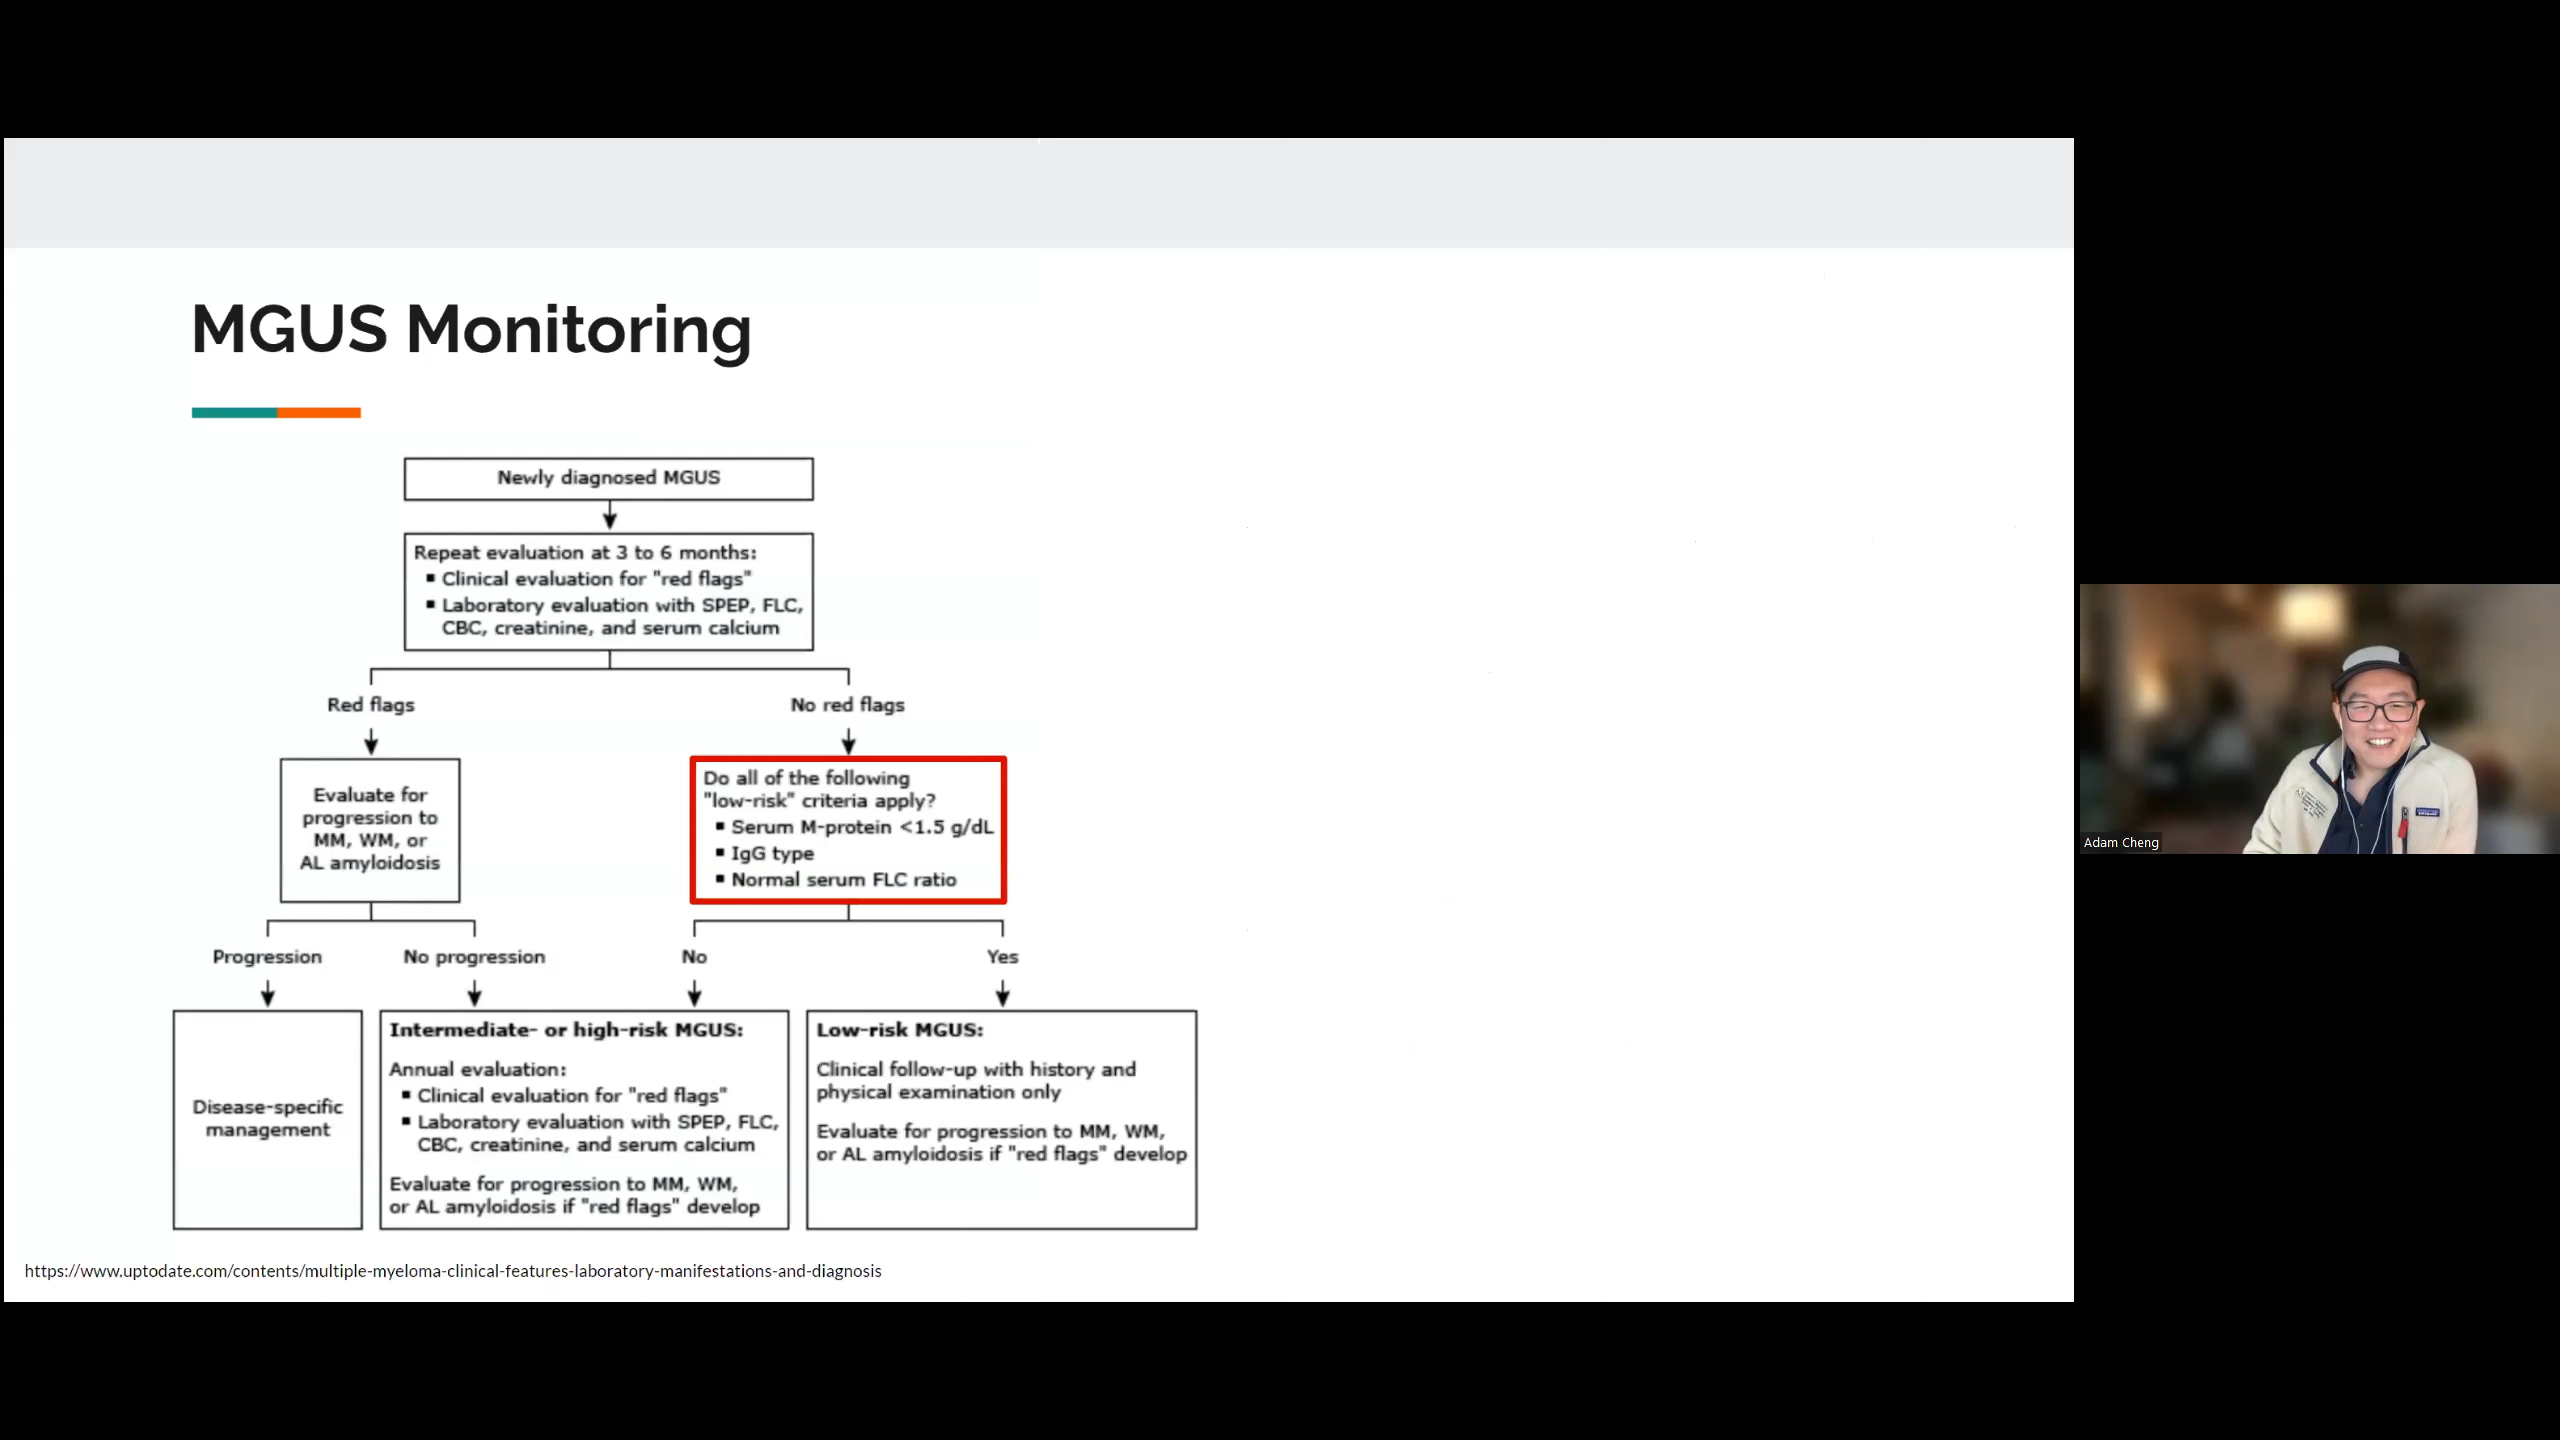 MGUS Monitoring
Newly diagnosed MGUS
Repeat evaluation at 3 to 6 months:
▪ Clinical evaluation for "red flags"
▪ Laboratory evaluation with SPEP, FLC,
CBC, creatinine, and serum calcium
Red flags
No red flags
Evaluate for
progression to
MM, WM, or
AL amyloidosis
Do all of the following
"low-risk" criteria apply?
▪ Serum M-protein <1.5 g/dL
▪ IgG type
▪ Normal serum FLC ratio
Progression
No progression
No
Yes
Disease-specific
management
Intermediate- or high-risk MGUS:
Annual evaluation:
▪ Clinical evaluation for "red flags"
▪ Laboratory evaluation with SPEP, FLC,
CBC, creatinine, and serum calcium
Evaluate for progression to MM, WM,
or AL amyloidosis if "red flags" develop
Low-risk MGUS:
Clinical follow-up with history and
physical examination only
Evaluate for progression to MM, WM,
or AL amyloidosis if "red flags" develop
https://www.uptodate.com/contents/multiple-myeloma-clinical-features-laboratory-manifestations-and-diagnosis
Adam Cheng